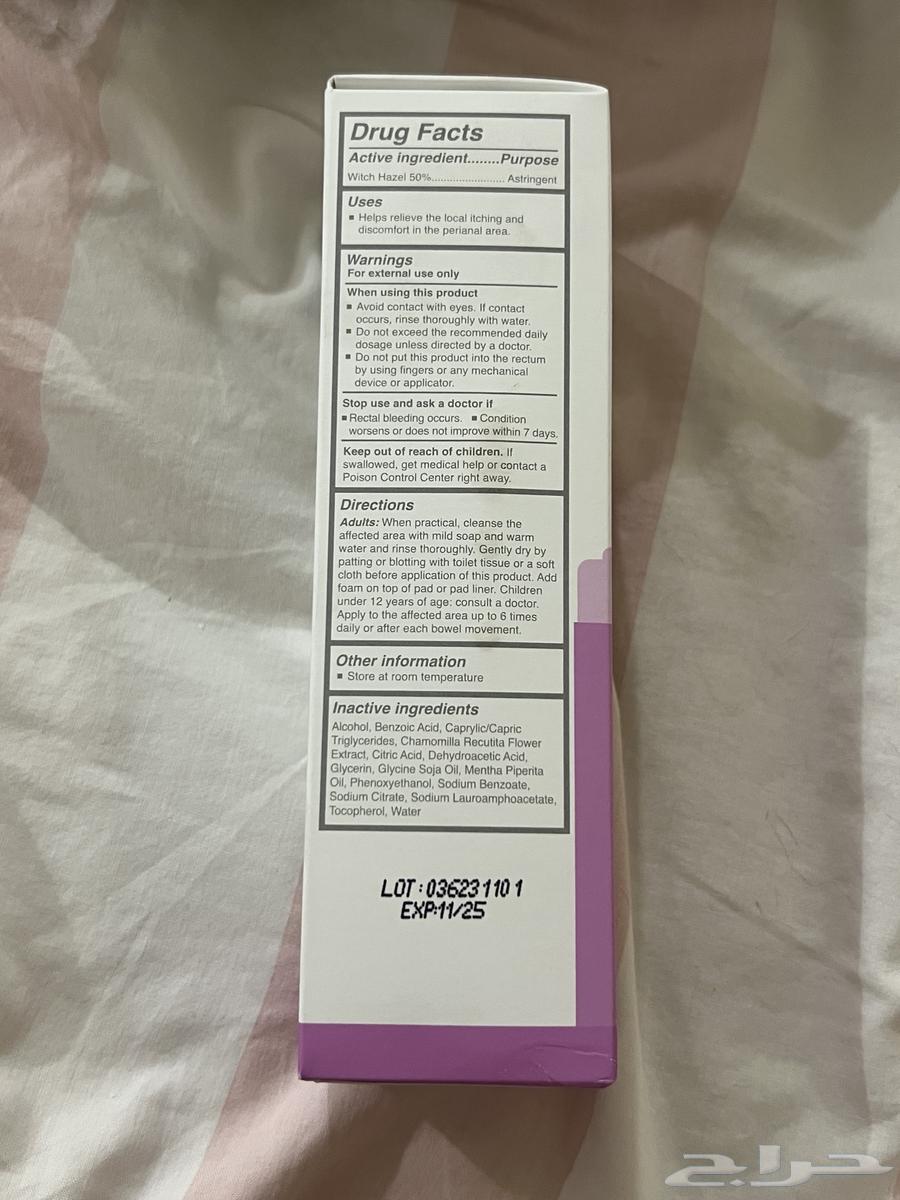 Drug Facts
Active ingredient........Purpose
Witch Hazel 50%........................ Astringent
Uses
▪ Helps relieve the local itching and
discomfort in the perianal area.
Warnings
For external use only
When using this product
▪ Avoid contact with eyes. If contact
occurs, rinse thoroughly with water.
▪ Do not exceed the recommended daily
dosage unless directed by a doctor.
▪ Do not put this product into the rectum
by using fingers or any mechanical
device or applicator.
Stop use and ask a doctor if
▪ Rectal bleeding occurs. ▪ Condition
worsens or does not improve within 7 days.
Keep out of reach of children. If
swallowed, get medical help or contact a
Poison Control Center right away.
Directions
Adults: When practical, cleanse the
affected area with mild soap and warm
water and rinse thoroughly. Gently dry by
patting or blotting with toilet tissue or a soft
cloth before application of this product. Add
foam on top of pad or pad liner. Children
under 12 years of age: consult a doctor.
Apply to the affected area up to 6 times
daily or after each bowel movement.
Other information
▪ Store at room temperature
Inactive ingredients
Alcohol, Benzoic Acid, Caprylic/Capric
Triglycerides, Chamomilla Recutita Flower
Extract, Citric Acid, Dehydroacetic Acid,
Glycerin, Glycine Soja Oil, Mentha Piperita
Oil, Phenoxyethanol, Sodium Benzoate,
Sodium Citrate, Sodium Lauroamphoacetate,
Tocopherol, Water
LOT:036231101
EXP:11/25
حراج